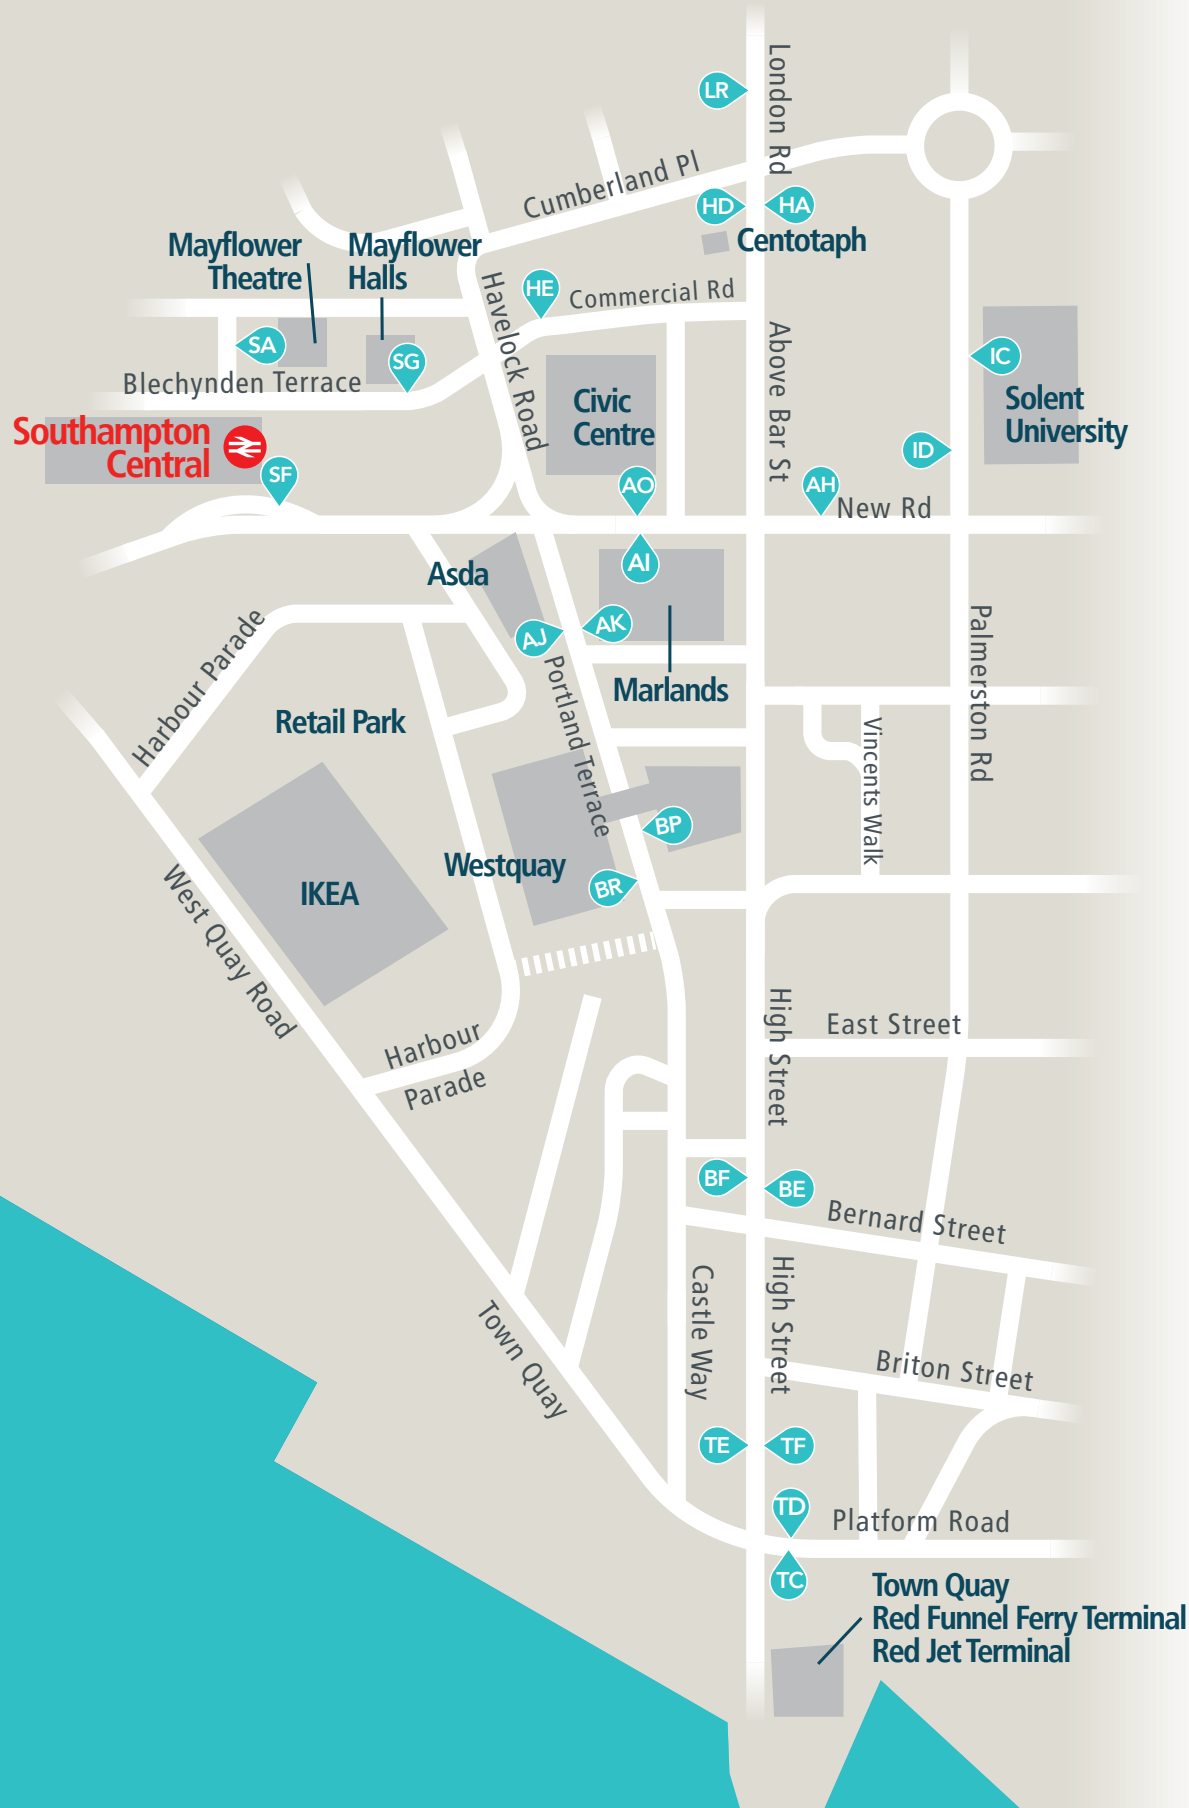 London Rd
LR
Cumberland Pl
HD
HA
Centotaph
Mayflower
Theatre
Mayflower
Halls
Havelock Road
HE
Commercial Rd
SA
SG
Blechynden Terrace
Above Bar St
IC
Solent
University
Civic
Centre
Southampton
Central
SF
ID
AO
AH
New Rd
AI
Asda
AK
AJ
Harbour Parade
Palmerston Rd
Portland Terrace
Marlands
Retail Park
Vincents Walk
BP
Westquay
BR
IKEA
West Quay Road
High Street
East Street
Harbour
Parade
BF
BE
Bernard Street
Castle Way
High Street
Town Quay
Briton Street
TE
TF
TD
Platform Road
TC
Town Quay
Red Funnel Ferry Terminal
Red Jet Terminal